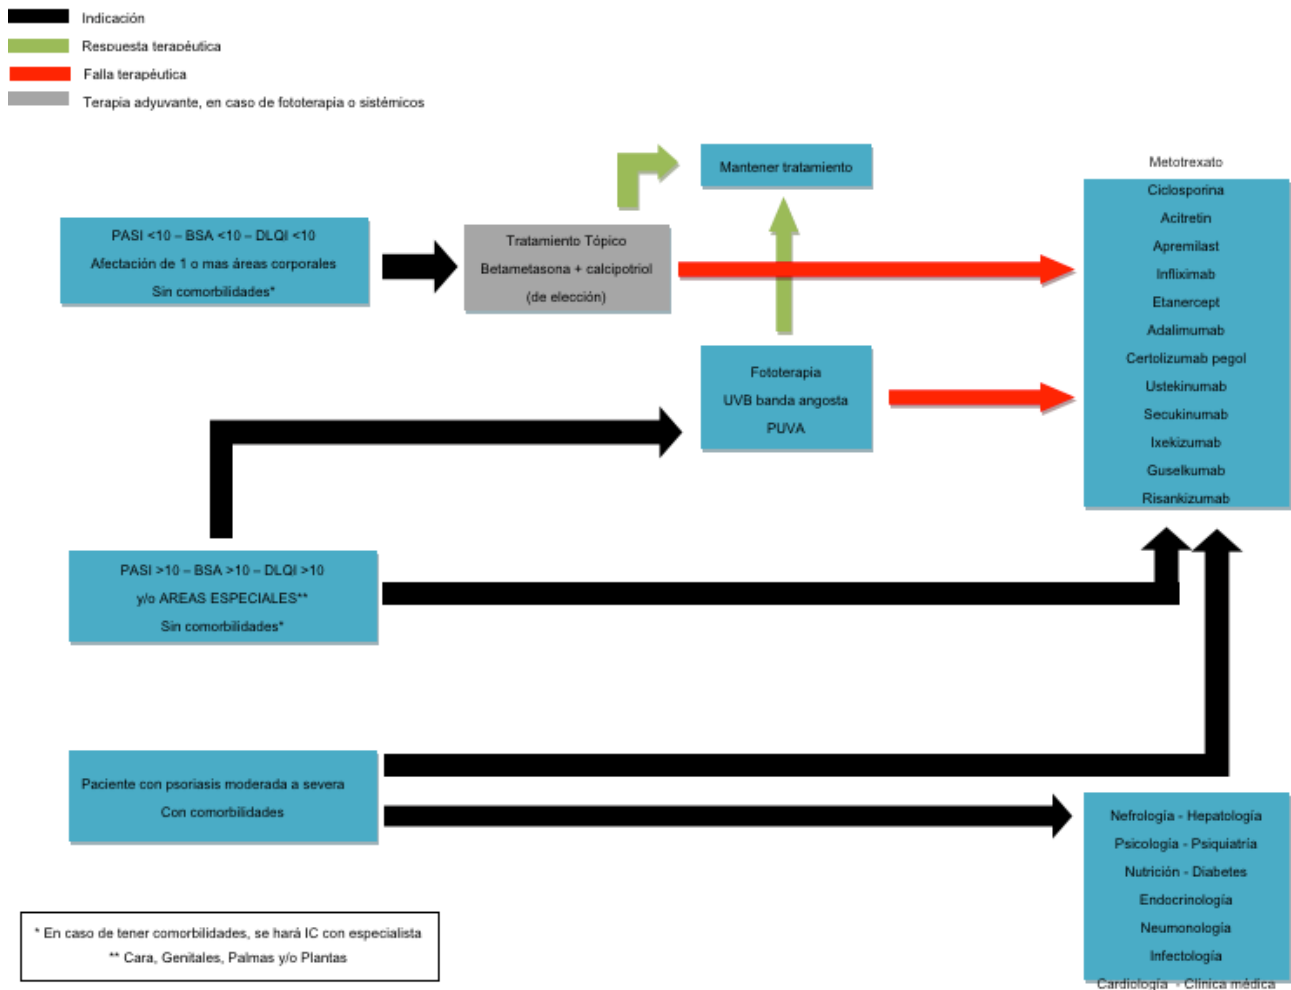 Indicación
Respuesta terapéutica
Falla terapéutica
Terapia adyuvante, en caso de fototerapia o sistémicos
Mantener tratamiento
PASI <10 – BSA <10 – DLQI <10
Afectación de 1 o mas áreas corporales
Sin comorbilidades*
Tratamiento Tópico
Betametasona + calcipotriol
(de elección)
Fototerapia
UVB banda angosta
PUVA
Metotrexato
Ciclosporina
Acitretin
Apremilast
Infliximab
Etanercept
Adalimumab
Certolizumab pegol
Ustekinumab
Secukinumab
Ixekizumab
Guselkumab
Risankizumab
PASI >10 – BSA >10 – DLQI >10
y/o AREAS ESPECIALES**
Sin comorbilidades*
Paciente con psoriasis moderada a severa
Con comorbilidades
Nefrología - Hepatología
Psicología - Psiquiatría
Nutrición - Diabetes
Endocrinología
Neumonología
Infectología
Cardiología - Clínica médica
* En caso de tener comorbilidades, se hará IC con especialista
** Cara, Genitales, Palmas y/o Plantas